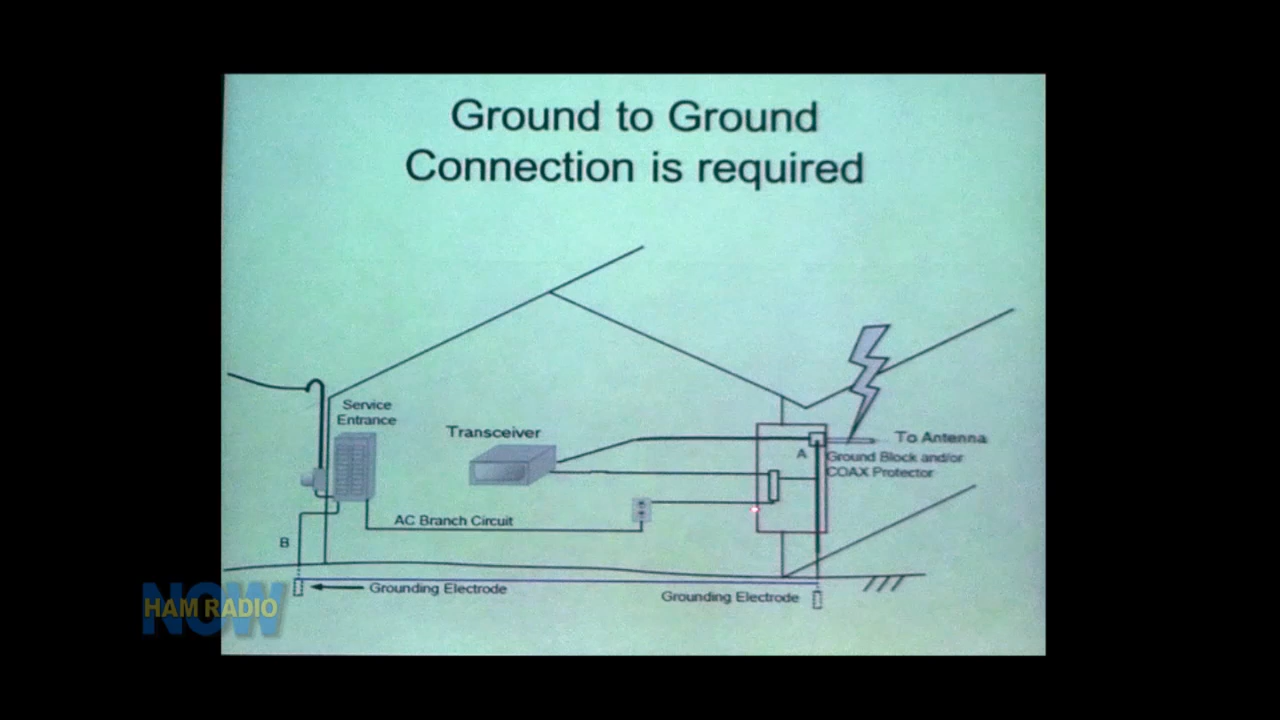 Ground to Ground
Connection is required
Service
Entrance
Transceiver
To Antenna
A
Ground Block and/or
COAX Protector
AC Branch Circuit
B
Grounding Electrode
Grounding Electrode
NOW
HAM RADIO